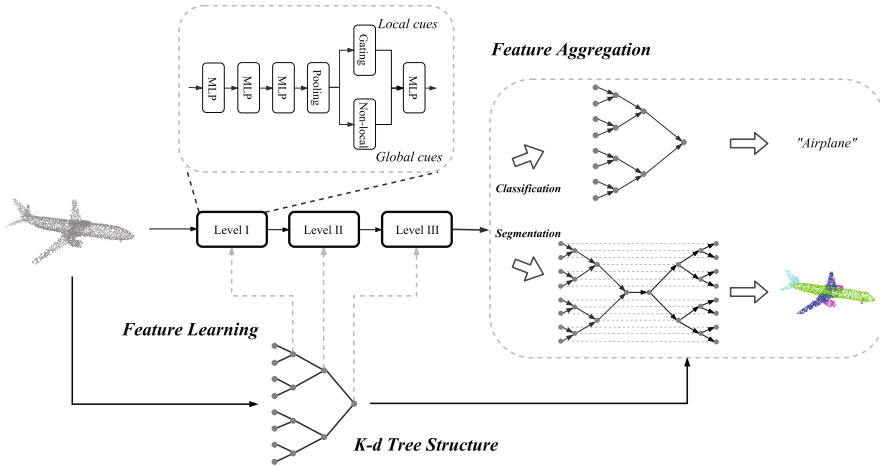 Local cues
MLP
MLP
MLP
Pooling
Gating
Non-local
MLP
Global cues
Feature Aggregation
Classification
"Airplane"
Level I
Level II
Level III
Segmentation
Feature Learning
K-d Tree Structure